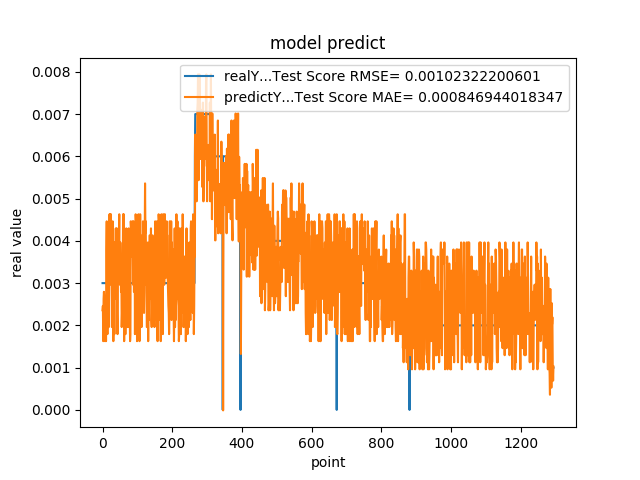 model predict
realY...Test Score RMSE= 0.00102322200601
predictY...Test Score MAE= 0.000846944018347
real value
0.008
0.007
0.006
0.005
0.004
0.003
0.002
0.001
0.000
0 200 400 600 800 1000 1200
point